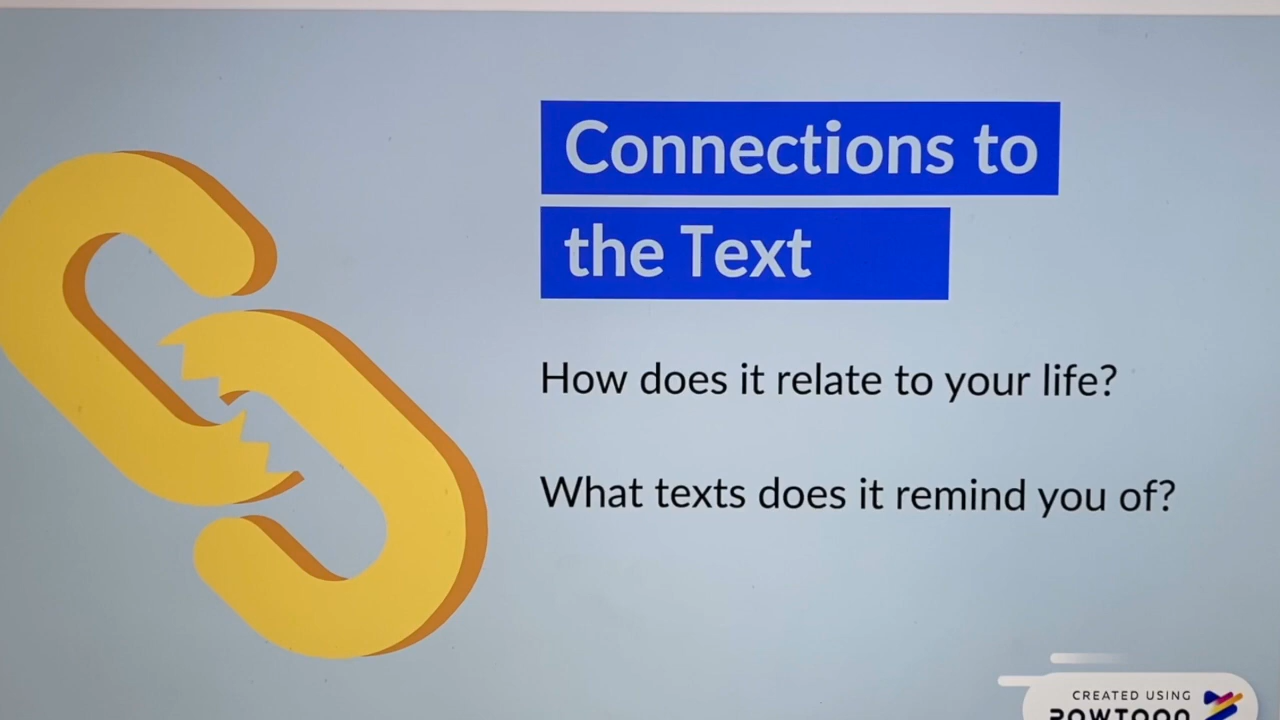 Connections to
the Text
How does it relate to your life?
What texts does it remind you of?
CREATED USING
POWTOON